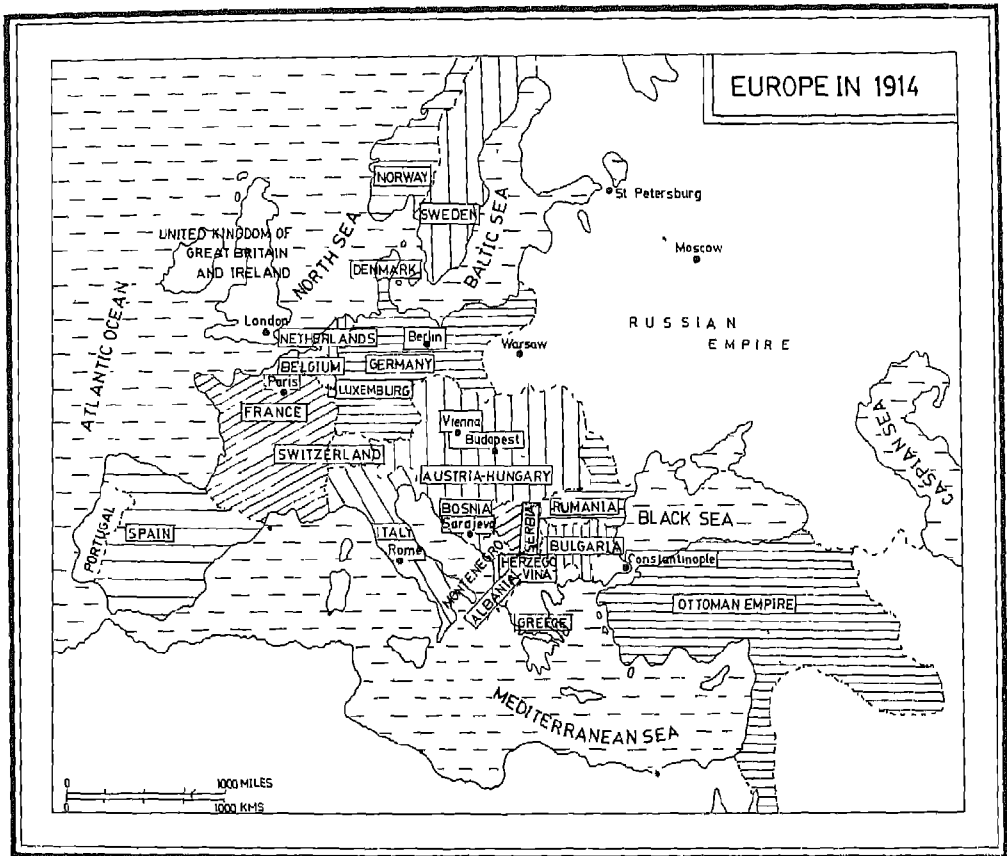 EUROPE IN 1914
NORWAY
SWEDEN
St Petersburg
Moscow
UNITED KINGDOM OF
GREAT BRITAIN
AND IRELAND
NORTH SEA
BALTIC SEA
DENMARK
ATLANTIC OCEAN
London
NETHERLANDS
Berlin
Warsaw
RUSSIAN
EMPIRE
BELGIUM
GERMANY
Paris
LUXEMBURG
FRANCE
Vienna
Budapest
SWITZERLAND
AUSTRIA-HUNGARY
CASPIAN SEA
BOSNIA
Sarajevo
SERBIA
RUMANIA
BLACK SEA
PORTUGAL
SPAIN
ITALY
Rome
MONTENEGRO
BULGARIA
HERZEGO
VINA
Constantinople
ALBANIA
OTTOMAN EMPIRE
GREECE
MEDITERRANEAN SEA
0 1000 MILES
0 1000 KMS